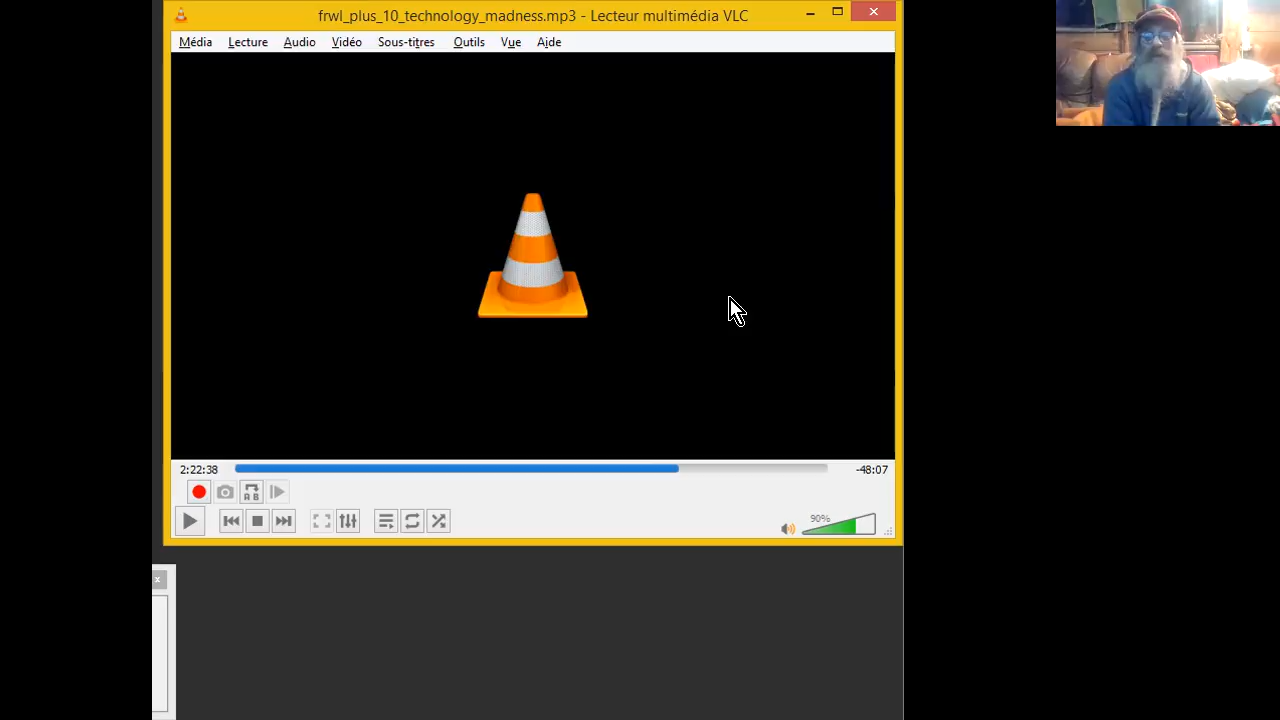 frwl_plus_10_technology_madness.mp3 - Lecteur multimédia VLC
Média Lecture Audio Vidéo Sous-titres Outils Vue Aide
2:22:38 -48:07
A B
90%